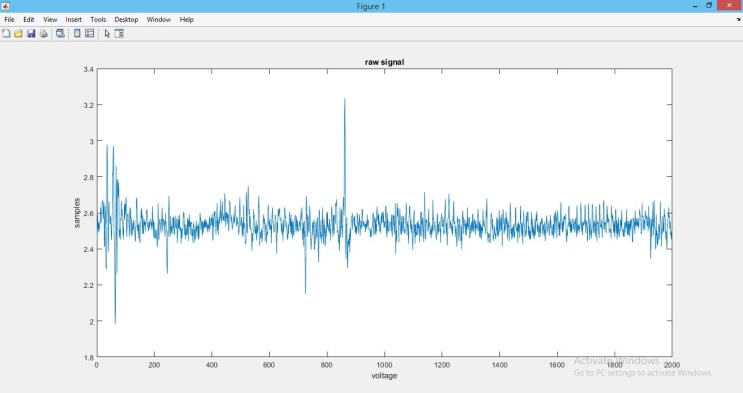 Figure 1
File Edit View Insert Tools Desktop Window Help
raw signal
3.4
3.2
3
2.8
2.6
2.4
2.2
2
1.8
samples
0 200 400 600 800 1000 1200 1400 1600 1800 2000
voltage
Activate Windows
Go to PC settings to activate Windows.